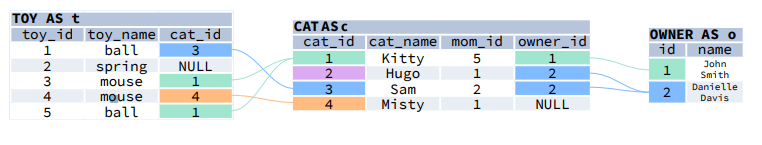 TOY AS t
toy_id toy_name cat_id
1 ball 3
2 spring NULL
3 mouse 1
4 mouse 4
5 ball 1
CAT AS c
cat_id cat_name mom_id owner_id
1 Kitty 5 1
2 Hugo 1 2
3 Sam 2 2
4 Misty 1 NULL
OWNER AS o
id name
1 John
Smith
2 Danielle
Davis